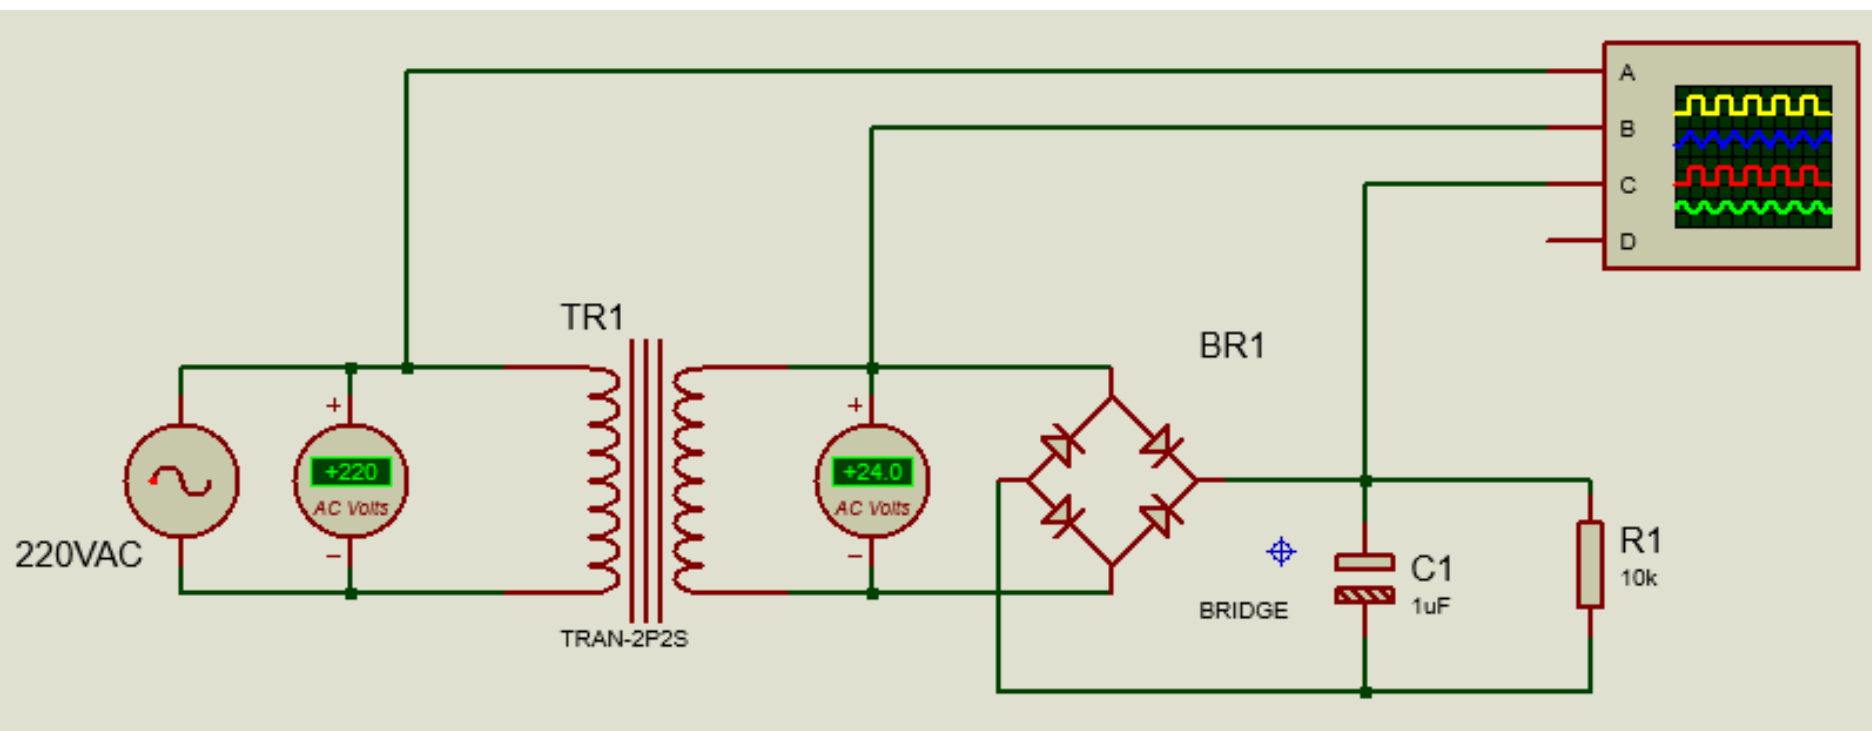 A
B
C
D
TR1
BR1
+
+220
AC Volts
−
+
+24.0
AC Volts
−
220VAC
R1
10k
C1
1uF
BRIDGE
TRAN-2P2S